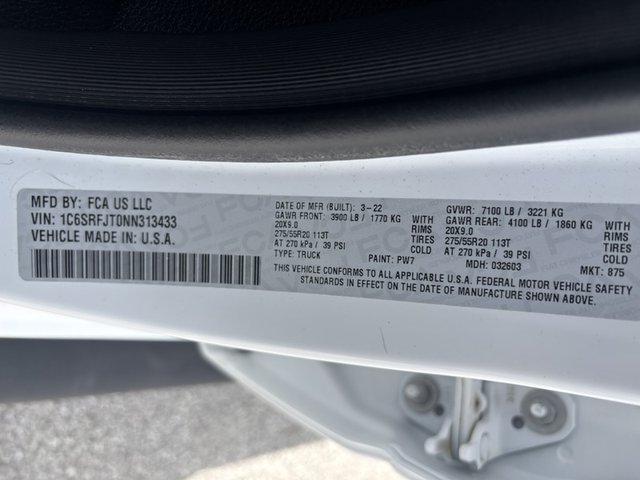 MFD BY: FCA US LLC
VIN: 1C6SRFJT0NN313433
VEHICLE MADE IN: U.S.A.
DATE OF MFR (BUILT): 3-22
GAWR FRONT: 3900 LB / 1770 KG WITH
20X9.0 RIMS
275/55R20 113T TIRES
AT 270 kPa / 39 PSI COLD
TYPE: TRUCK PAINT: PW7
GVWR: 7100 LB / 3221 KG
GAWR REAR: 4100 LB / 1860 KG WITH
20X9.0 RIMS
275/55R20 113T TIRES
AT 270 kPa / 39 PSI COLD
MDH: 032603 MKT: 875
THIS VEHICLE CONFORMS TO ALL APPLICABLE U.S.A. FEDERAL MOTOR VEHICLE SAFETY
STANDARDS IN EFFECT ON THE DATE OF MANUFACTURE SHOWN ABOVE.